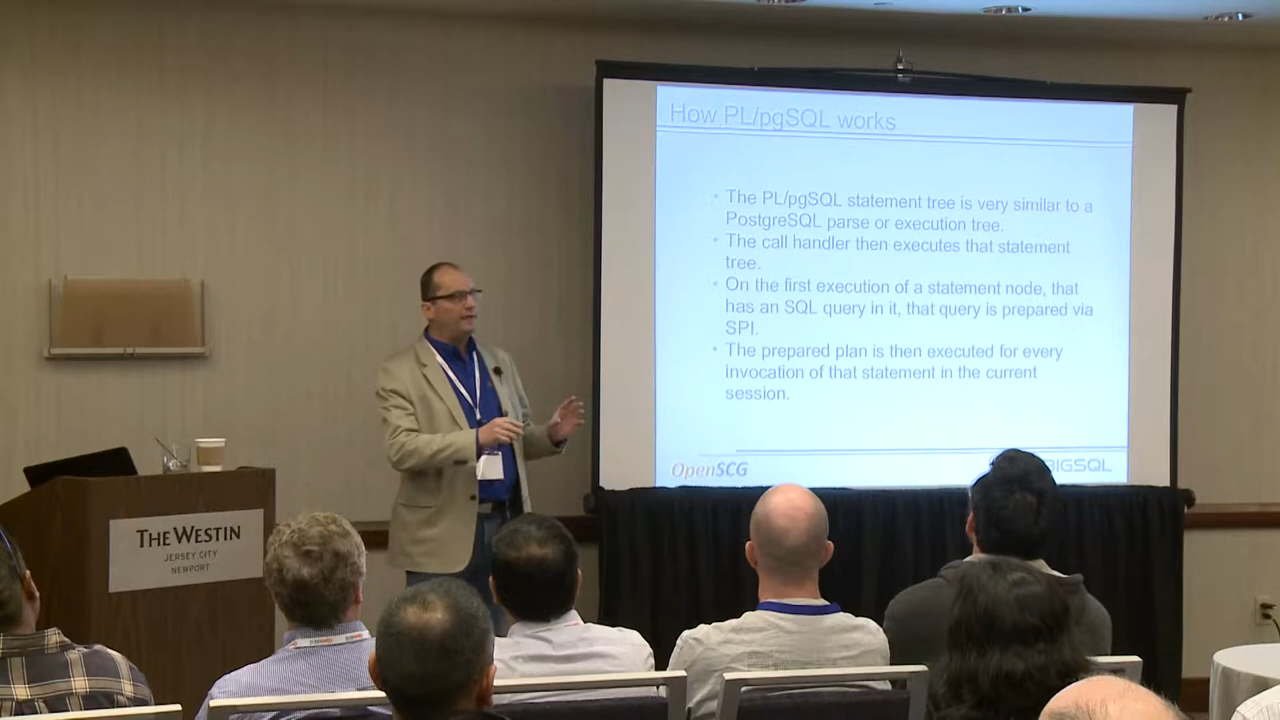 How PL/pgSQL works
• The PL/pgSQL statement tree is very similar to a
PostgreSQL parse or execution tree.
• The call handler then executes that statement
tree.
• On the first execution of a statement node, that
has an SQL query in it, that query is prepared via
SPI.
• The prepared plan is then executed for every
invocation of that statement in the current
session.
OpenSCG
BIGSQL
THE WESTIN
JERSEY CITY
NEWPORT